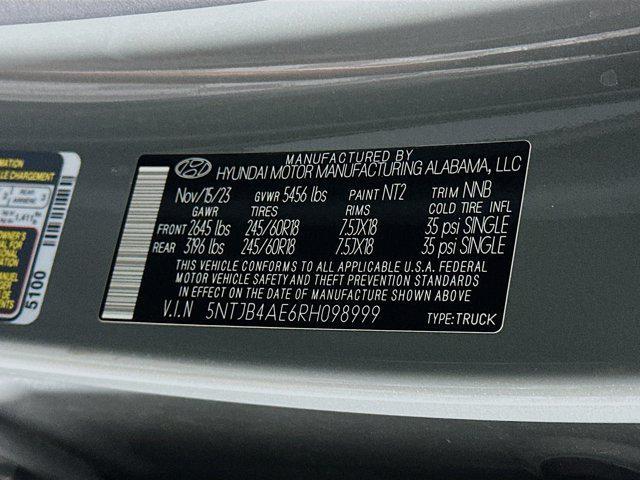 MANUFACTURED BY
HYUNDAI MOTOR MANUFACTURING ALABAMA, LLC
Nov/15/23 GVWR 5456 lbs PAINT NT2 TRIM NNB
GAWR TIRES RIMS COLD TIRE INFL
FRONT 2645 lbs 245/60R18 7.5JX18 35 psi SINGLE
REAR 3196 lbs 245/60R18 7.5JX18 35 psi SINGLE
THIS VEHICLE CONFORMS TO ALL APPLICABLE U.S.A. FEDERAL
MOTOR VEHICLE SAFETY AND THEFT PREVENTION STANDARDS
IN EFFECT ON THE DATE OF MANUFACTURE SHOWN ABOVE.
V.I.N 5NTJB4AE6RH098999 TYPE:TRUCK
LE CHARGEMENT
REAR
5100